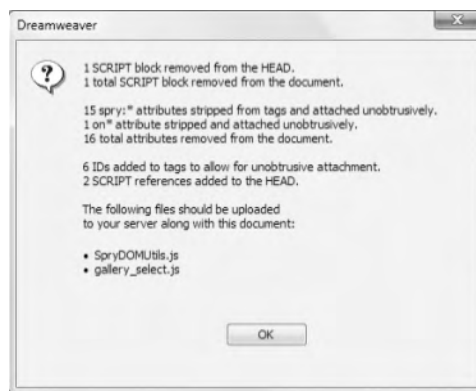 Dreamweaver
1 SCRIPT block removed from the HEAD.
1 total SCRIPT block removed from the document.
15 spry:* attributes stripped from tags and attached unobtrusively.
1 on* attribute stripped and attached unobtrusively.
16 total attributes removed from the document.
6 IDs added to tags to allow for unobtrusive attachment.
2 SCRIPT references added to the HEAD.
The following files should be uploaded
to your server along with this document:
• SpryDOMUtils.js
• gallery_select.js
OK